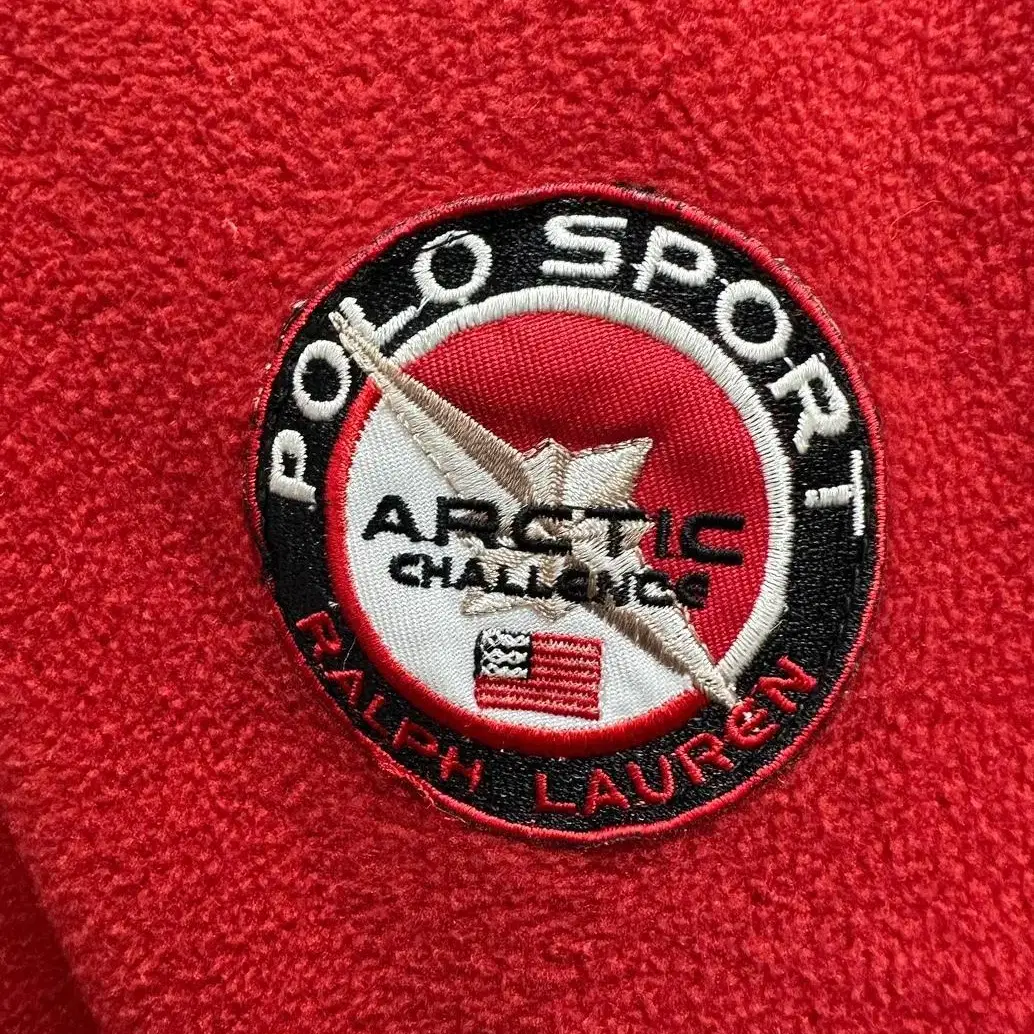 POLO SPORT
ARCTIC
CHALLENGE
RALPH LAUREN